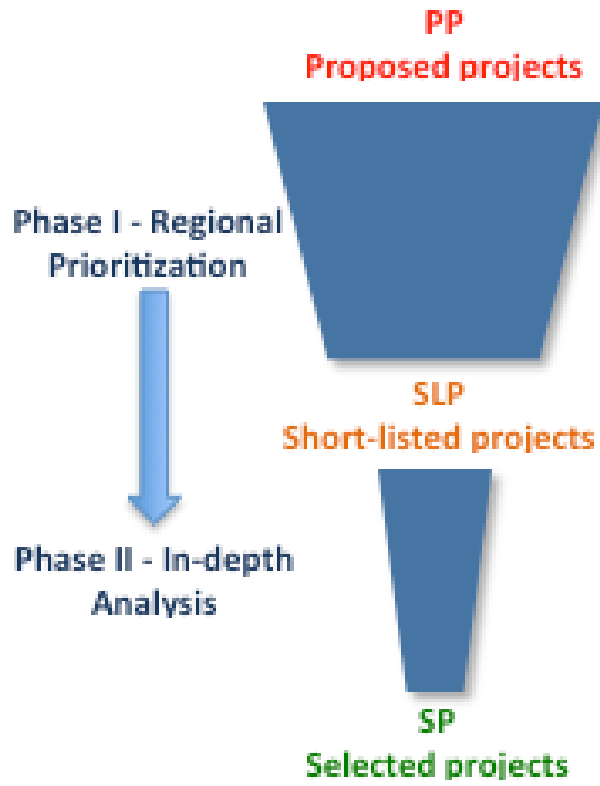 PP
Proposed projects
Phase I - Regional
Prioritization
SLP
Short-listed projects
Phase II - In-depth
Analysis
SP
Selected projects